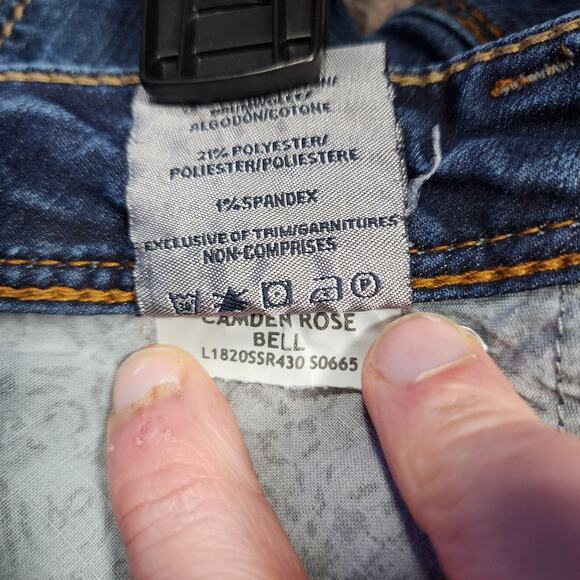 ALGODON/COTONE
21% POLYESTER/
POLIESTER/POLIESTERE
1% SPANDEX
EXCLUSIVE OF TRIM/GARNITURES
NON-COMPRISES
CAMDEN ROSE
BELL
L1820SSR430 S0665